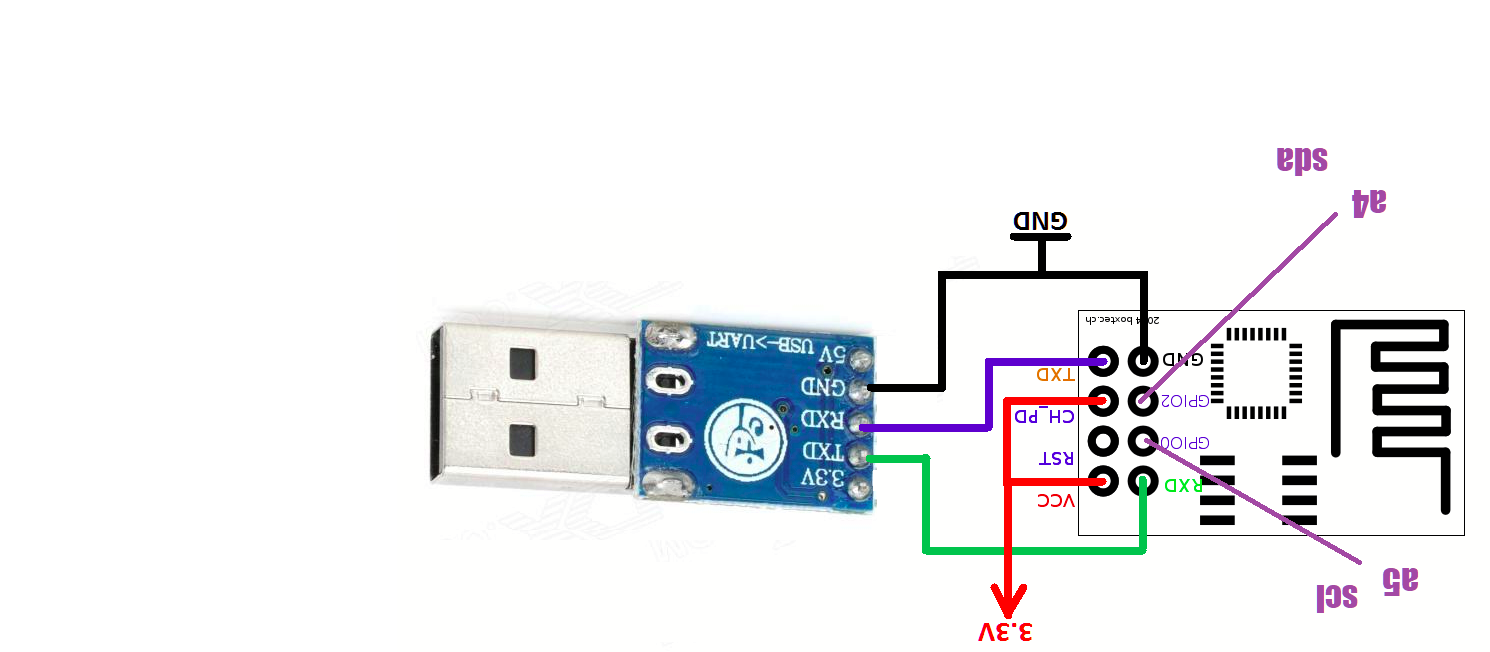 sda
a4
GND
2014 boxtec.ch
USB->UART
5V
GND
RXD
TXD
3.3V
TXD
CH_PD
RST
VCC
GND
GPIO2
GPIO0
RXD
a5
scl
3.3V